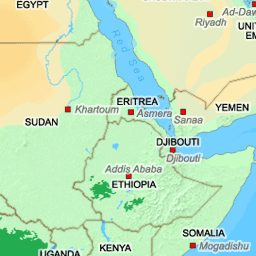 EGYPT
Ad-Daw
Riyadh
UNIT
EM
Red Sea
Khartoum
ERITREA
Asmera
YEMEN
Sanaa
SUDAN
DJIBOUTI
Djibouti
Addis Ababa
ETHIOPIA
SOMALIA
Mogadishu
UGANDA
KENYA